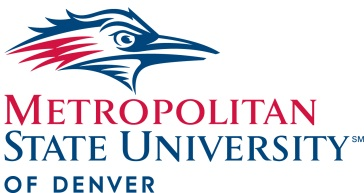 METROPOLITAN
STATE UNIVERSITY℠
OF DENVER